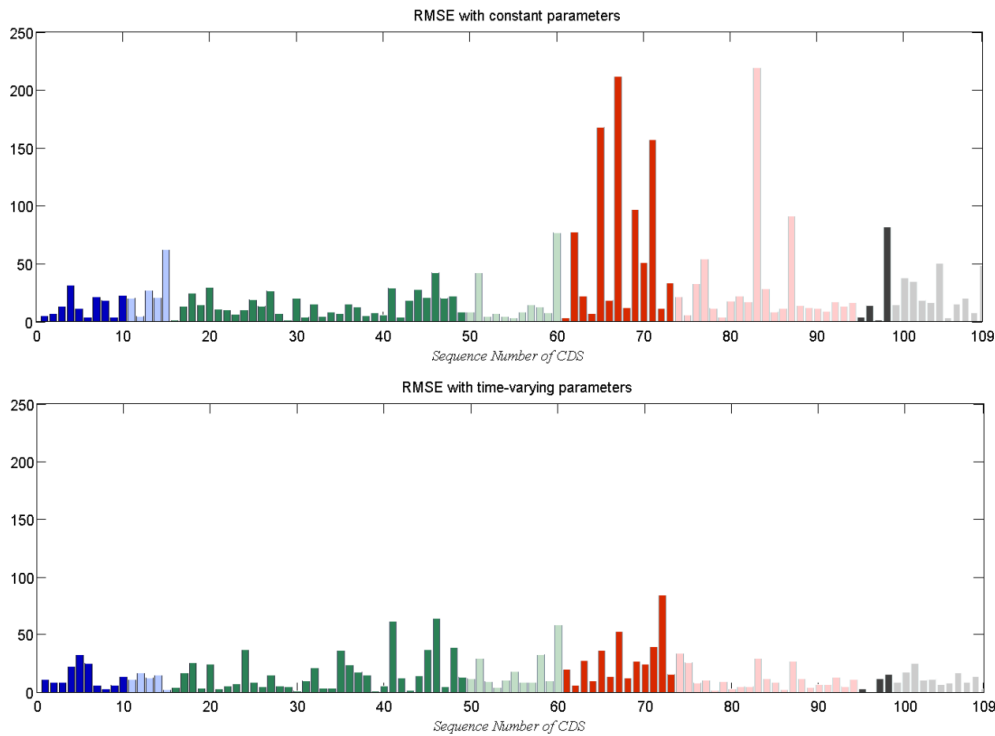 RMSE with constant parameters
250
200
150
100
50
0
0 10 20 30 40 50 60 70 80 90 100 109
Sequence Number of CDS
RMSE with time-varying parameters
250
200
150
100
50
0
0 10 20 30 40 50 60 70 80 90 100 109
Sequence Number of CDS